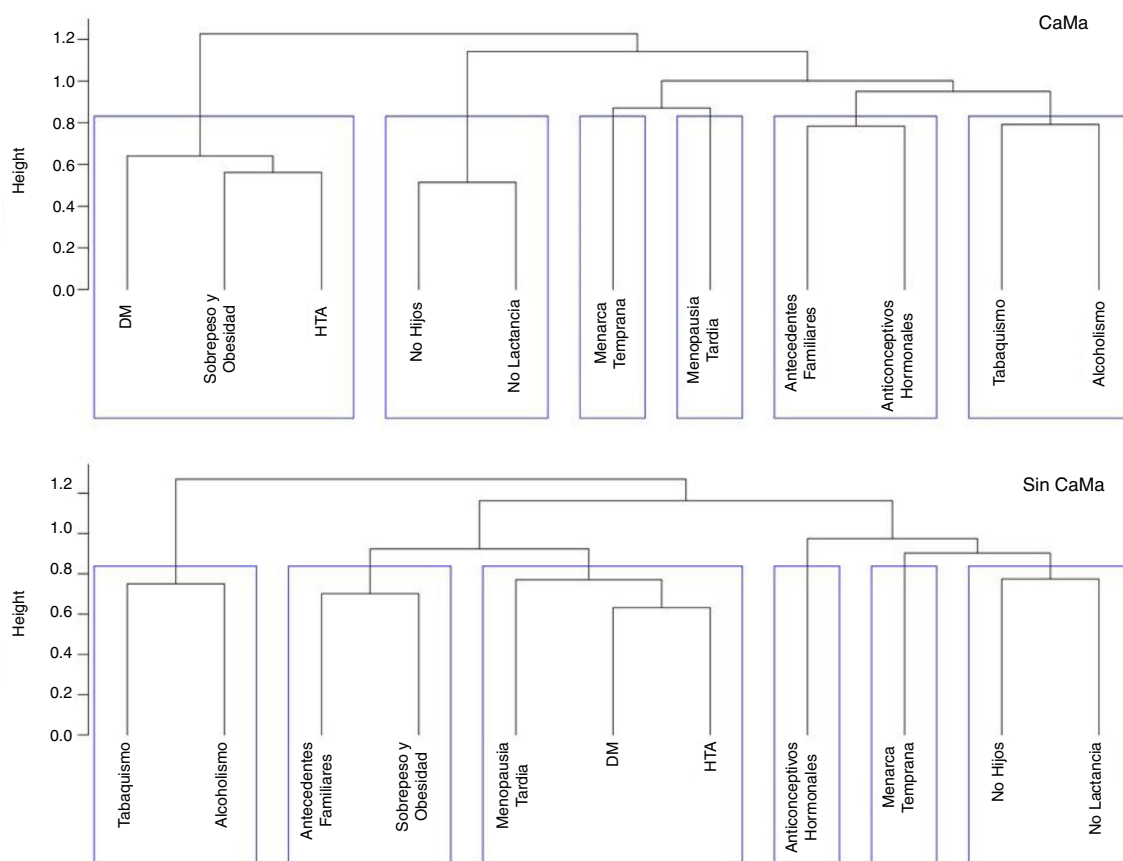 CaMa
1.2
1.0
0.8
0.6
0.4
0.2
0.0
Height
DM
Sobrepeso y
Obesidad
HTA
No Hijos
No Lactancia
Menarca
Temprana
Menopausia
Tardia
Antecedentes
Familiares
Anticonceptivos
Hormonales
Tabaquismo
Alcoholismo
Sin CaMa
1.2
1.0
0.8
0.6
0.4
0.2
0.0
Height
Tabaquismo
Alcoholismo
Antecedentes
Familiares
Sobrepeso y
Obesidad
Menopausia
Tardia
DM
HTA
Anticonceptivos
Hormonales
Menarca
Temprana
No Hijos
No Lactancia